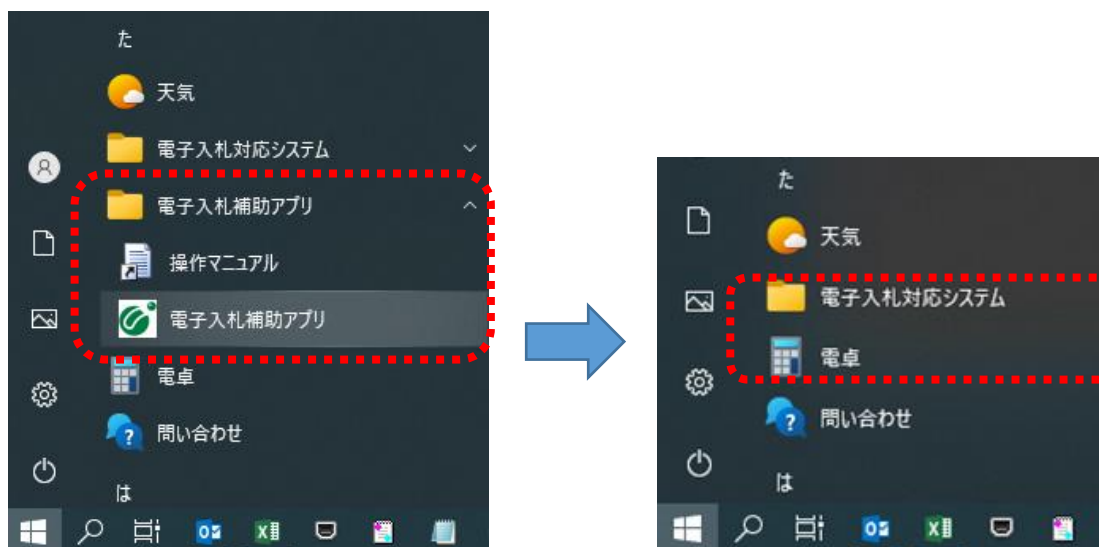 た
天気
電子入札対応システム
電子入札補助アプリ
操作マニュアル
電子入札補助アプリ
電卓
問い合わせ
は
た
天気
電子入札対応システム
電卓
問い合わせ
は